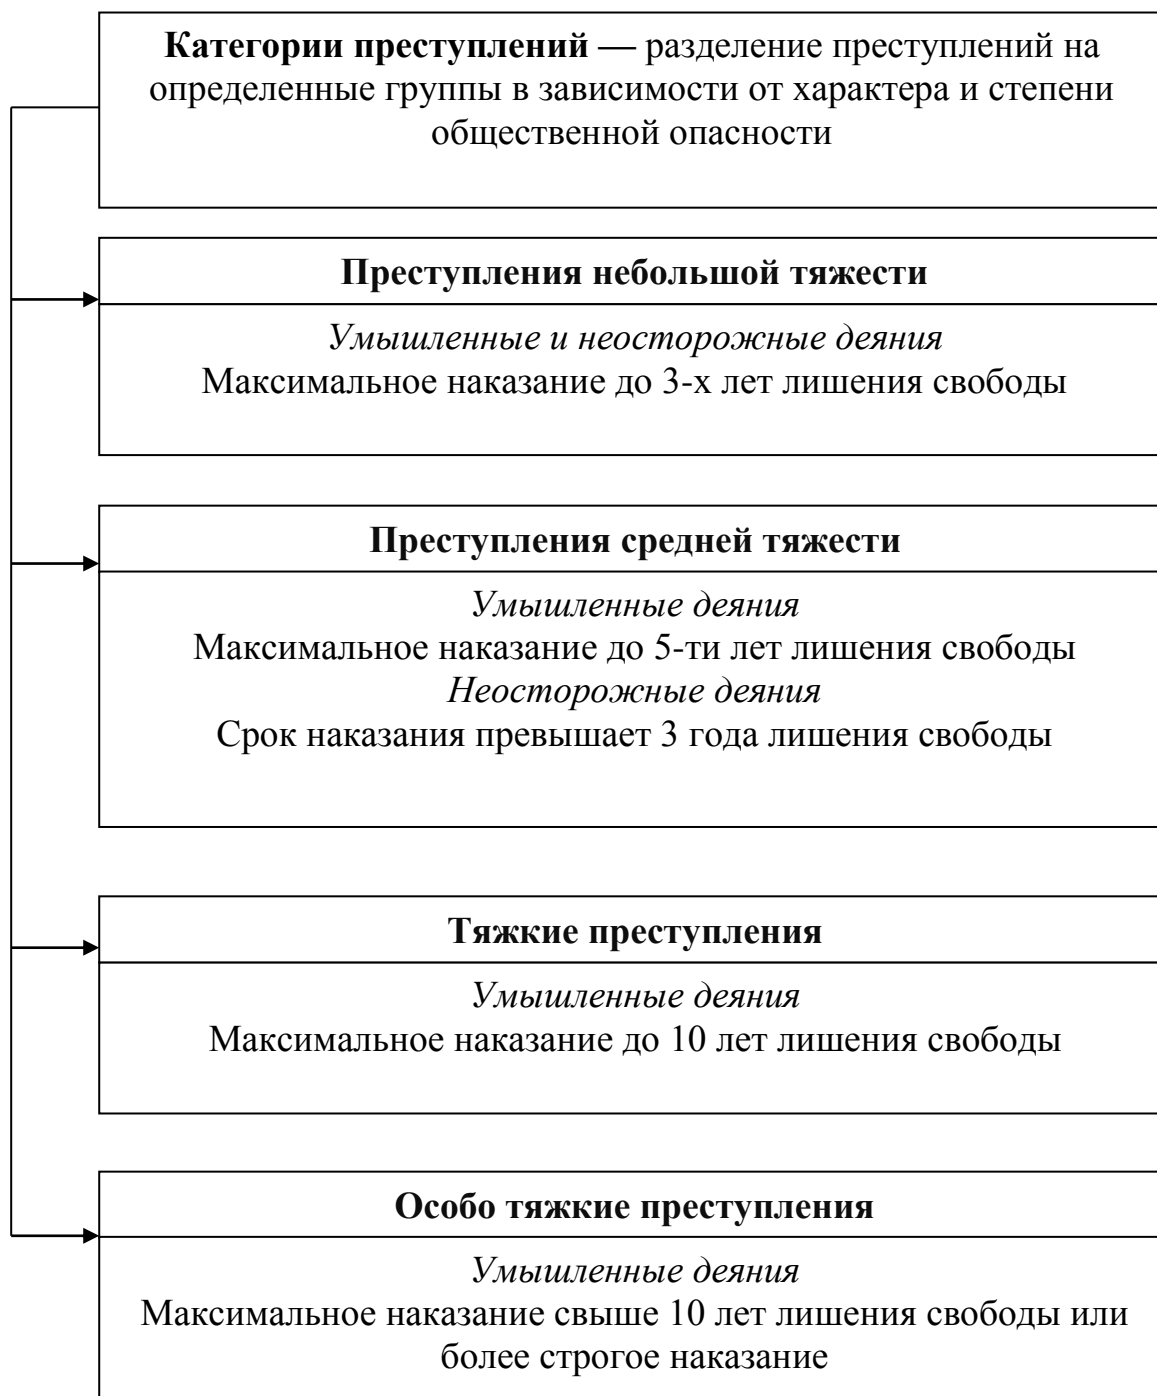 Категории преступлений — разделение преступлений на
определенные группы в зависимости от характера и степени
общественной опасности
Преступления небольшой тяжести
Умышленные и неосторожные деяния
Максимальное наказание до 3-х лет лишения свободы
Преступления средней тяжести
Умышленные деяния
Максимальное наказание до 5-ти лет лишения свободы
Неосторожные деяния
Срок наказания превышает 3 года лишения свободы
Тяжкие преступления
Умышленные деяния
Максимальное наказание до 10 лет лишения свободы
Особо тяжкие преступления
Умышленные деяния
Максимальное наказание свыше 10 лет лишения свободы или
более строгое наказание